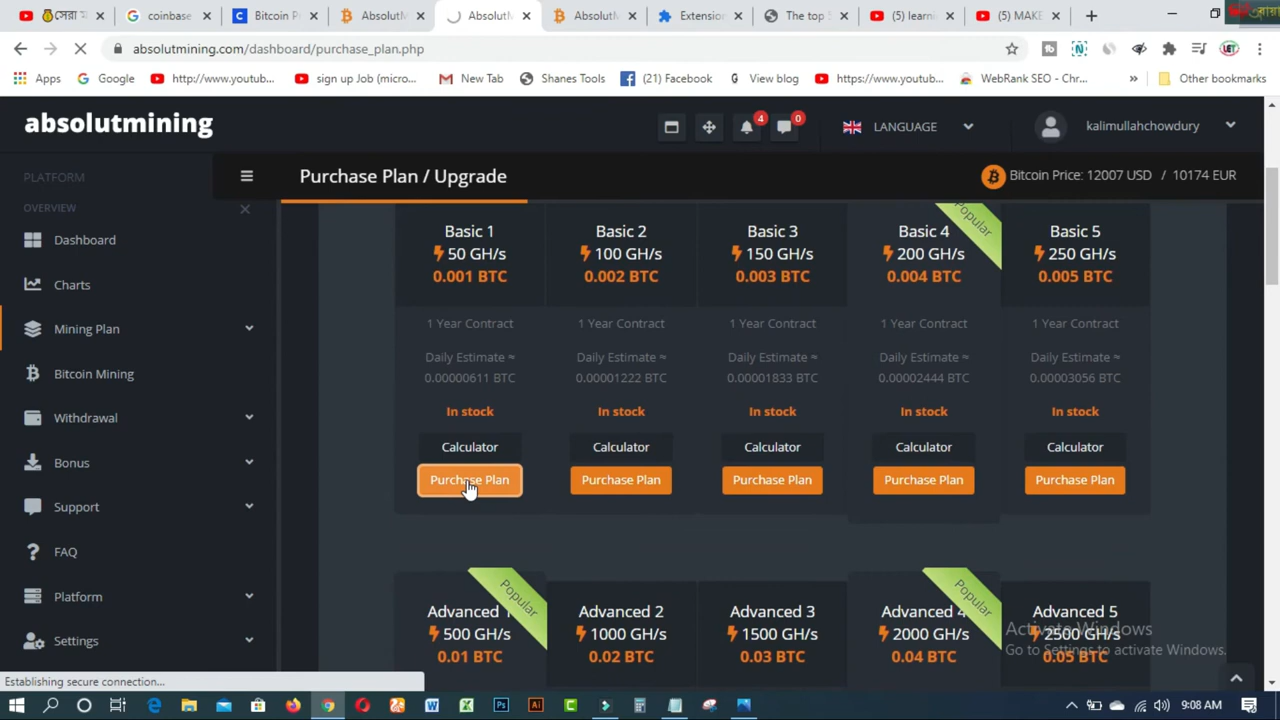 সেরা
coinbase
Bitcoin P
AbsolutM
AbsolutM
AbsolutM
Extension
The top
(5) learni
(5) MAKE
absolutmining.com/dashboard/purchase_plan.php
LET
Apps
Google
http://www.youtub...
sign up Job (micro...
New Tab
Shanes Tools
(21) Facebook
View blog
https://www.youtu...
WebRank SEO - Chr...
»
Other bookmarks
absolutmining
4
0
LANGUAGE
kalimullahchowdury
PLATFORM
Purchase Plan / Upgrade
Bitcoin Price: 12007 USD / 10174 EUR
OVERVIEW
Dashboard
Charts
Mining Plan
Bitcoin Mining
Withdrawal
Bonus
Support
FAQ
Platform
Settings
Popular
Basic 1 Basic 2 Basic 3 Basic 4 Basic 5
50 GH/s 100 GH/s 150 GH/s 200 GH/s 250 GH/s
0.001 BTC 0.002 BTC 0.003 BTC 0.004 BTC 0.005 BTC
1 Year Contract 1 Year Contract 1 Year Contract 1 Year Contract 1 Year Contract
Daily Estimate ≈ Daily Estimate ≈ Daily Estimate ≈ Daily Estimate ≈ Daily Estimate ≈
0.00000611 BTC 0.00001222 BTC 0.00001833 BTC 0.00002444 BTC 0.00003056 BTC
In stock In stock In stock In stock In stock
Calculator Calculator Calculator Calculator Calculator
Purchase Plan Purchase Plan Purchase Plan Purchase Plan Purchase Plan
Popular Popular
Advanced 1 Advanced 2 Advanced 3 Advanced 4 Advanced 5
500 GH/s 1000 GH/s 1500 GH/s 2000 GH/s 2500 GH/s
0.01 BTC 0.02 BTC 0.03 BTC 0.04 BTC 0.05 BTC
Activate Windows
Go to Settings to activate Windows.
Establishing secure connection...
9:08 AM